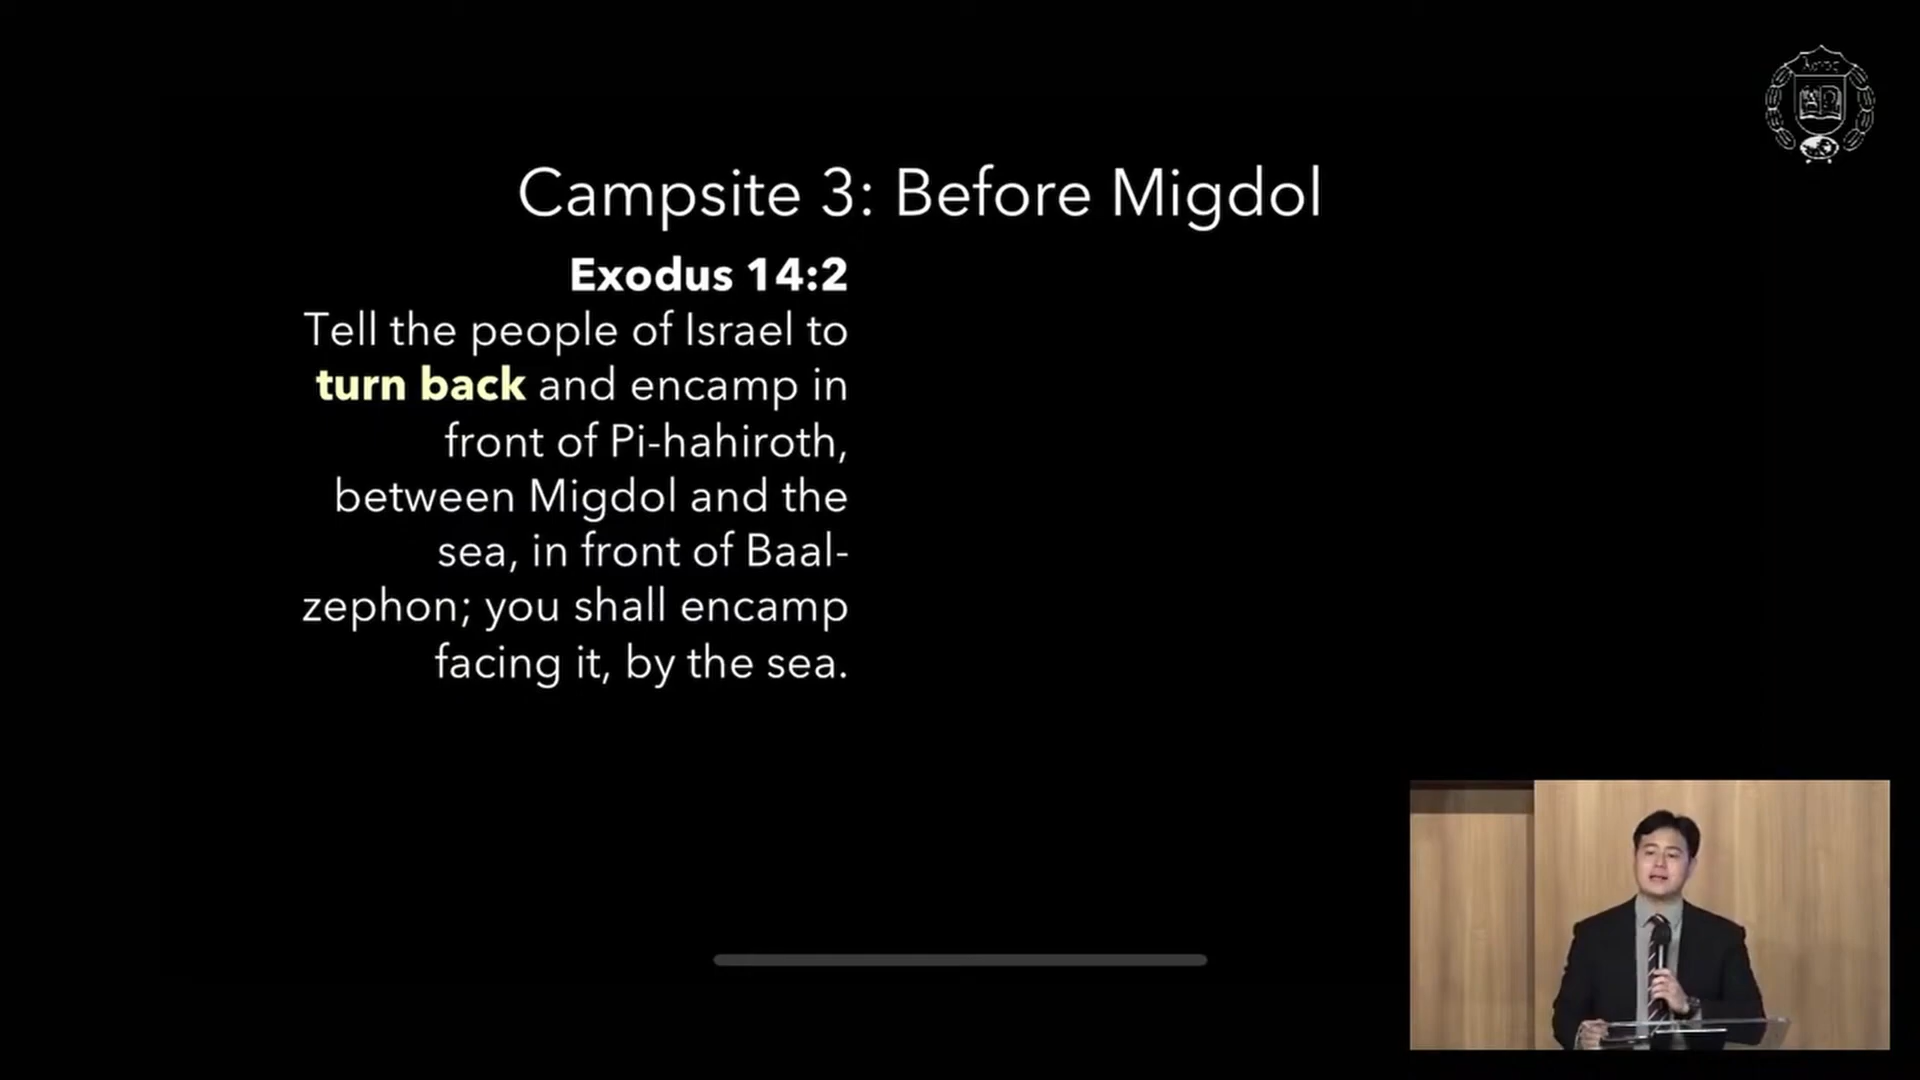 Campsite 3: Before Migdol
Exodus 14:2
Tell the people of Israel to
turn back and encamp in
front of Pi-hahiroth,
between Migdol and the
sea, in front of Baal-
zephon; you shall encamp
facing it, by the sea.